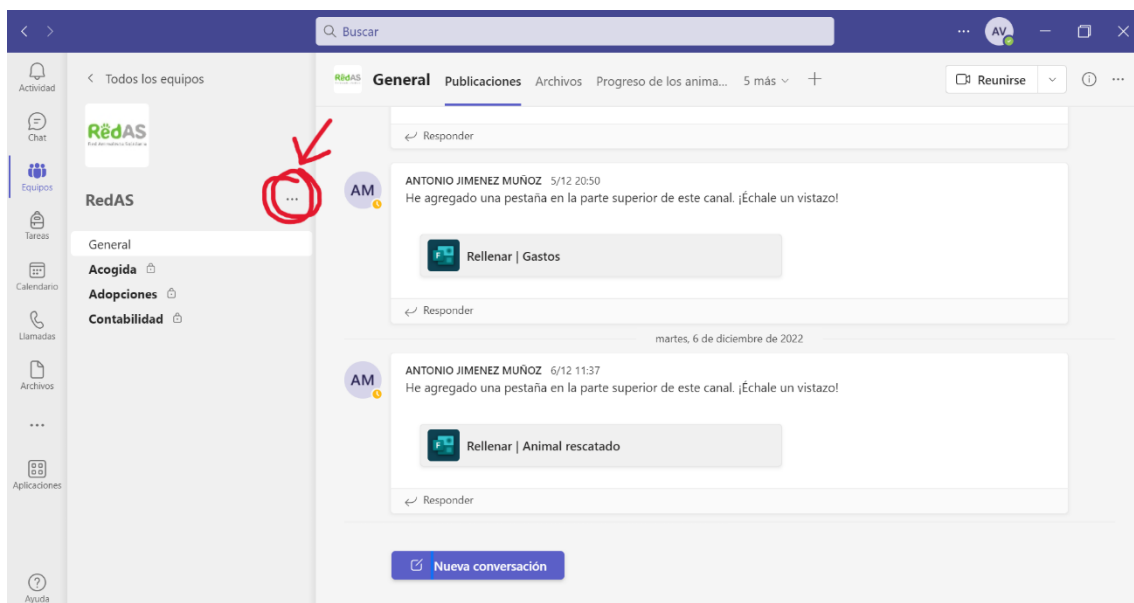 Buscar
AV
Actividad
Chat
Equipos
Tareas
Calendario
Llamadas
Archivos
Aplicaciones
Ayuda
Todos los equipos
RëdAS
RedAS
General
Acogida
Adopciones
Contabilidad
RëdAS
General Publicaciones Archivos Progreso de los anima... 5 más
Reunirse
Responder
AM
ANTONIO JIMENEZ MUÑOZ 5/12 20:50
He agregado una pestaña en la parte superior de este canal. ¡Échale un vistazo!
Rellenar | Gastos
Responder
martes, 6 de diciembre de 2022
AM
ANTONIO JIMENEZ MUÑOZ 6/12 11:37
He agregado una pestaña en la parte superior de este canal. ¡Échale un vistazo!
Rellenar | Animal rescatado
Responder
Nueva conversación